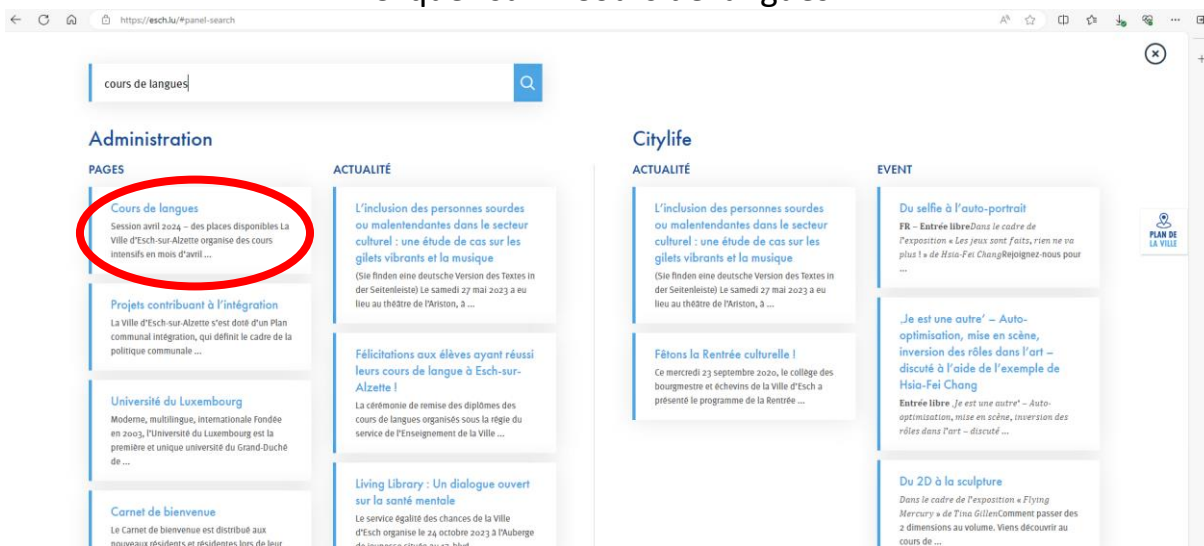 de langues
https://esch.lu/#panel-search
cours de langues
Administration
PAGES
Cours de langues
Session avril 2024 – des places disponibles La
Ville d'Esch-sur-Alzette organise des cours
intensifs en mois d'avril ...
Projets contribuant à l'intégration
La Ville d'Esch-sur-Alzette s'est doté d'un Plan
communal intégration, qui définit le cadre de la
politique communale ...
Université du Luxembourg
Moderne, multilingue, internationale Fondée
en 2003, l'Université du Luxembourg est la
première et unique université du Grand-Duché
de ...
Carnet de bienvenue
Le Carnet de bienvenue est distribué aux
nouveaux résidents et résidentes lors de leur
ACTUALITÉ
L'inclusion des personnes sourdes
ou malentendantes dans le secteur
culturel : une étude de cas sur les
gilets vibrants et la musique
(Sie finden eine deutsche Version des Textes in
der Seitenleiste) Le samedi 27 mai 2023 a eu
lieu au théâtre de l'Ariston, à ...
Félicitations aux élèves ayant réussi
leurs cours de langue à Esch-sur-
Alzette !
La cérémonie de remise des diplômes des
cours de langues organisés sous la régie du
service de l'Enseignement de la Ville ...
Living Library : Un dialogue ouvert
sur la santé mentale
Le service égalité des chances de la Ville
d'Esch organise le 24 octobre 2023 à l'Auberge
de jeunesse située au 17, blvd
Citylife
ACTUALITÉ
L'inclusion des personnes sourdes
ou malentendantes dans le secteur
culturel : une étude de cas sur les
gilets vibrants et la musique
(Sie finden eine deutsche Version des Textes in
der Seitenleiste) Le samedi 27 mai 2023 a eu
lieu au théâtre de l'Ariston, à ...
Fêtons la Rentrée culturelle !
Ce mercredi 23 septembre 2020, le collège des
bourgmestre et échevins de la Ville d'Esch a
présenté le programme de la Rentrée ...
EVENT
Du selfie à l'auto-portrait
FR – Entrée libreDans le cadre de
l'exposition « Les jeux sont faits, rien ne va
plus ! » de Hsia-Fei ChangRejoignez-nous pour
...
„Je est une autre' – Auto-
optimisation, mise en scène,
inversion des rôles dans l'art –
discuté à l'aide de l'exemple de
Hsia-Fei Chang
Entrée libre „Je est une autre' – Auto-
optimisation, mise en scène, inversion des
rôles dans l'art – discuté ...
Du 2D à la sculpture
Dans le cadre de l'exposition « Flying
Mercury » de Tina GillenComment passer des
2 dimensions au volume. Viens découvrir au
cours de ...
PLAN DE
LA VILLE